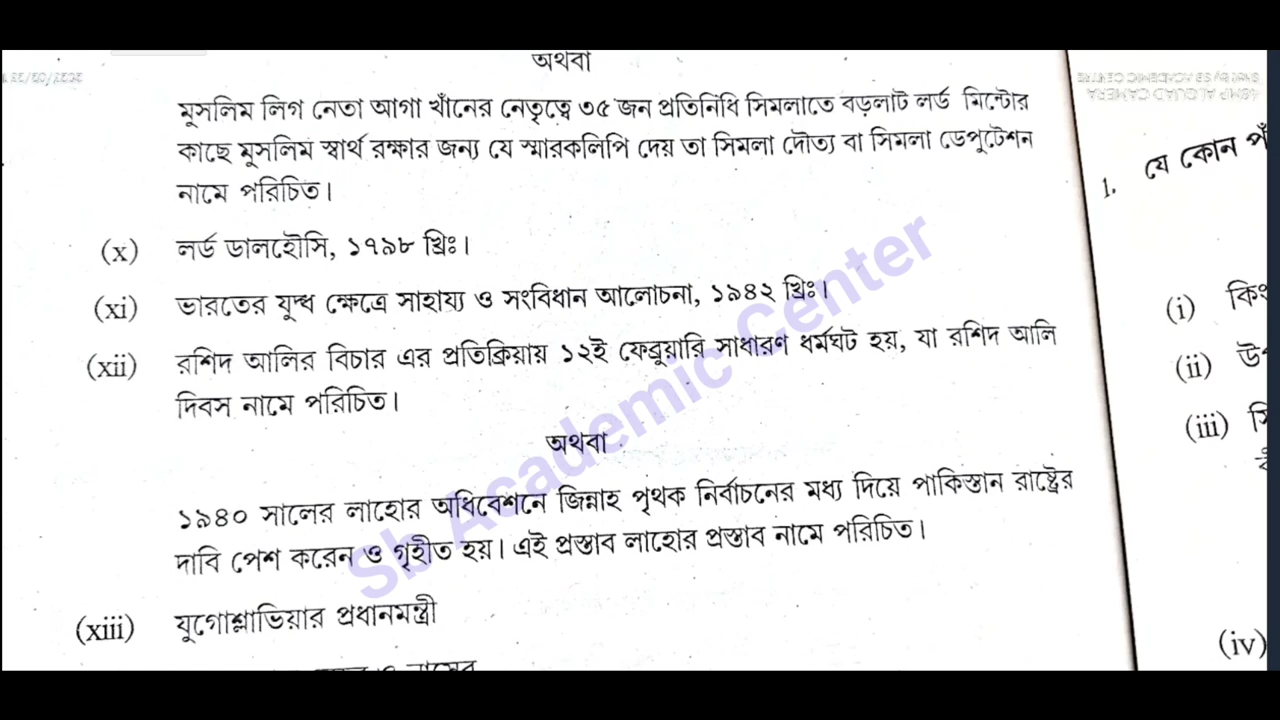 অথবা
মুসলিম লিগ নেতা আগা খাঁনের নেতৃত্বে ৩৫ জন প্রতিনিধি সিমলাতে বড়লাট লর্ড মিন্টোর
কাছে মুসলিম স্বার্থ রক্ষার জন্য যে স্মারকলিপি দেয় তা সিমলা দৌত্য বা সিমলা ডেপুটেশন
নামে পরিচিত।
(x) লর্ড ডালহৌসি, ১৭৯৮ খ্রিঃ।
(xi) ভারতের যুদ্ধ ক্ষেত্রে সাহায্য ও সংবিধান আলোচনা, ১৯৪২ খ্রিঃ।
(xii) রশিদ আলির বিচার এর প্রতিক্রিয়ায় ১২ই ফেব্রুয়ারি সাধারণ ধর্মঘট হয়, যা রশিদ আলি
দিবস নামে পরিচিত।
অথবা
১৯৪০ সালের লাহোর অধিবেশনে জিন্নাহ পৃথক নির্বাচনের মধ্য দিয়ে পাকিস্তান রাষ্ট্রের
দাবি পেশ করেন ও গৃহীত হয়। এই প্রস্তাব লাহোর প্রস্তাব নামে পরিচিত।
(xiii) যুগোশ্লাভিয়ার প্রধানমন্ত্রী
Sb Academic Center
1. যে কোন
(i)
(ii)
(iii)
(iv)